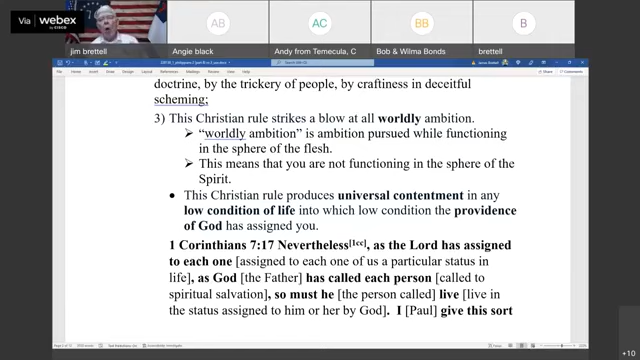 Via webex
by CISCO
AB
AC
BB
B
jim brettell
Angie black
Andy from Temecula, C
Bob & Wilma Bonds
brettell
doctrine, by the trickery of people, by craftiness in deceitful
scheming;
3) This Christian rule strikes a blow at all worldly ambition.
➢ “worldly ambition” is ambition pursued while functioning
in the sphere of the flesh.
➢ This means that you are not functioning in the sphere of the
Spirit.
• This Christian rule produces universal contentment in any
low condition of life into which low condition the providence
of God has assigned you.
1 Corinthians 7:17 Nevertheless[1cc], as the Lord has assigned
to each one [assigned to each one of us a particular status in
life], as God [the Father] has called each person [called to
spiritual salvation], so must he [the person called] live [live in
the status assigned to him or her by God]. I [Paul] give this sort
+10